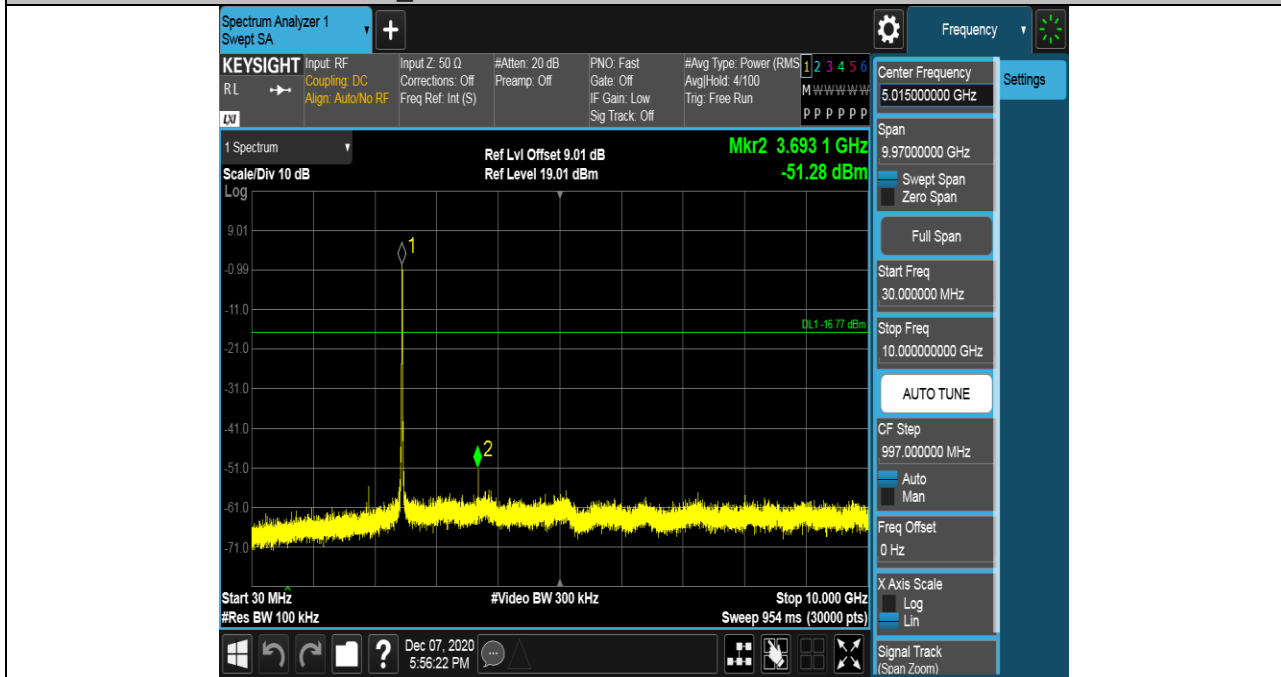 Spectrum Analyzer 1
Swept SA
+
Frequency
KEYSIGHT
RL
LXI
Input: RF
Coupling: DC
Align: Auto/No RF
Input Z: 50 Ω
Corrections: Off
Freq Ref: Int (S)
#Atten: 20 dB
Preamp: Off
PNO: Fast
Gate: Off
IF Gain: Low
Sig Track: Off
#Avg Type: Power (RMS
Avg|Hold: 4/100
Trig: Free Run
1 2 3 4 5 6
M W W W W W
P P P P P P
1 Spectrum
Scale/Div 10 dB
Ref Lvl Offset 9.01 dB
Ref Level 19.01 dBm
Mkr2 3.693 1 GHz
-51.28 dBm
Log
9.01
-0.99
-11.0
-21.0
-31.0
-41.0
-51.0
-61.0
-71.0
1
2
DL1 -16.77 dBm
Start 30 MHz
#Res BW 100 kHz
#Video BW 300 kHz
Stop 10.000 GHz
Sweep 954 ms (30000 pts)
?
Dec 07, 2020
5:56:22 PM
Center Frequency
5.015000000 GHz
Span
9.97000000 GHz
Swept Span
Zero Span
Full Span
Start Freq
30.000000 MHz
Stop Freq
10.000000000 GHz
AUTO TUNE
CF Step
997.000000 MHz
Auto
Man
Freq Offset
0 Hz
X Axis Scale
Log
Lin
Signal Track
(Span Zoom)
Settings